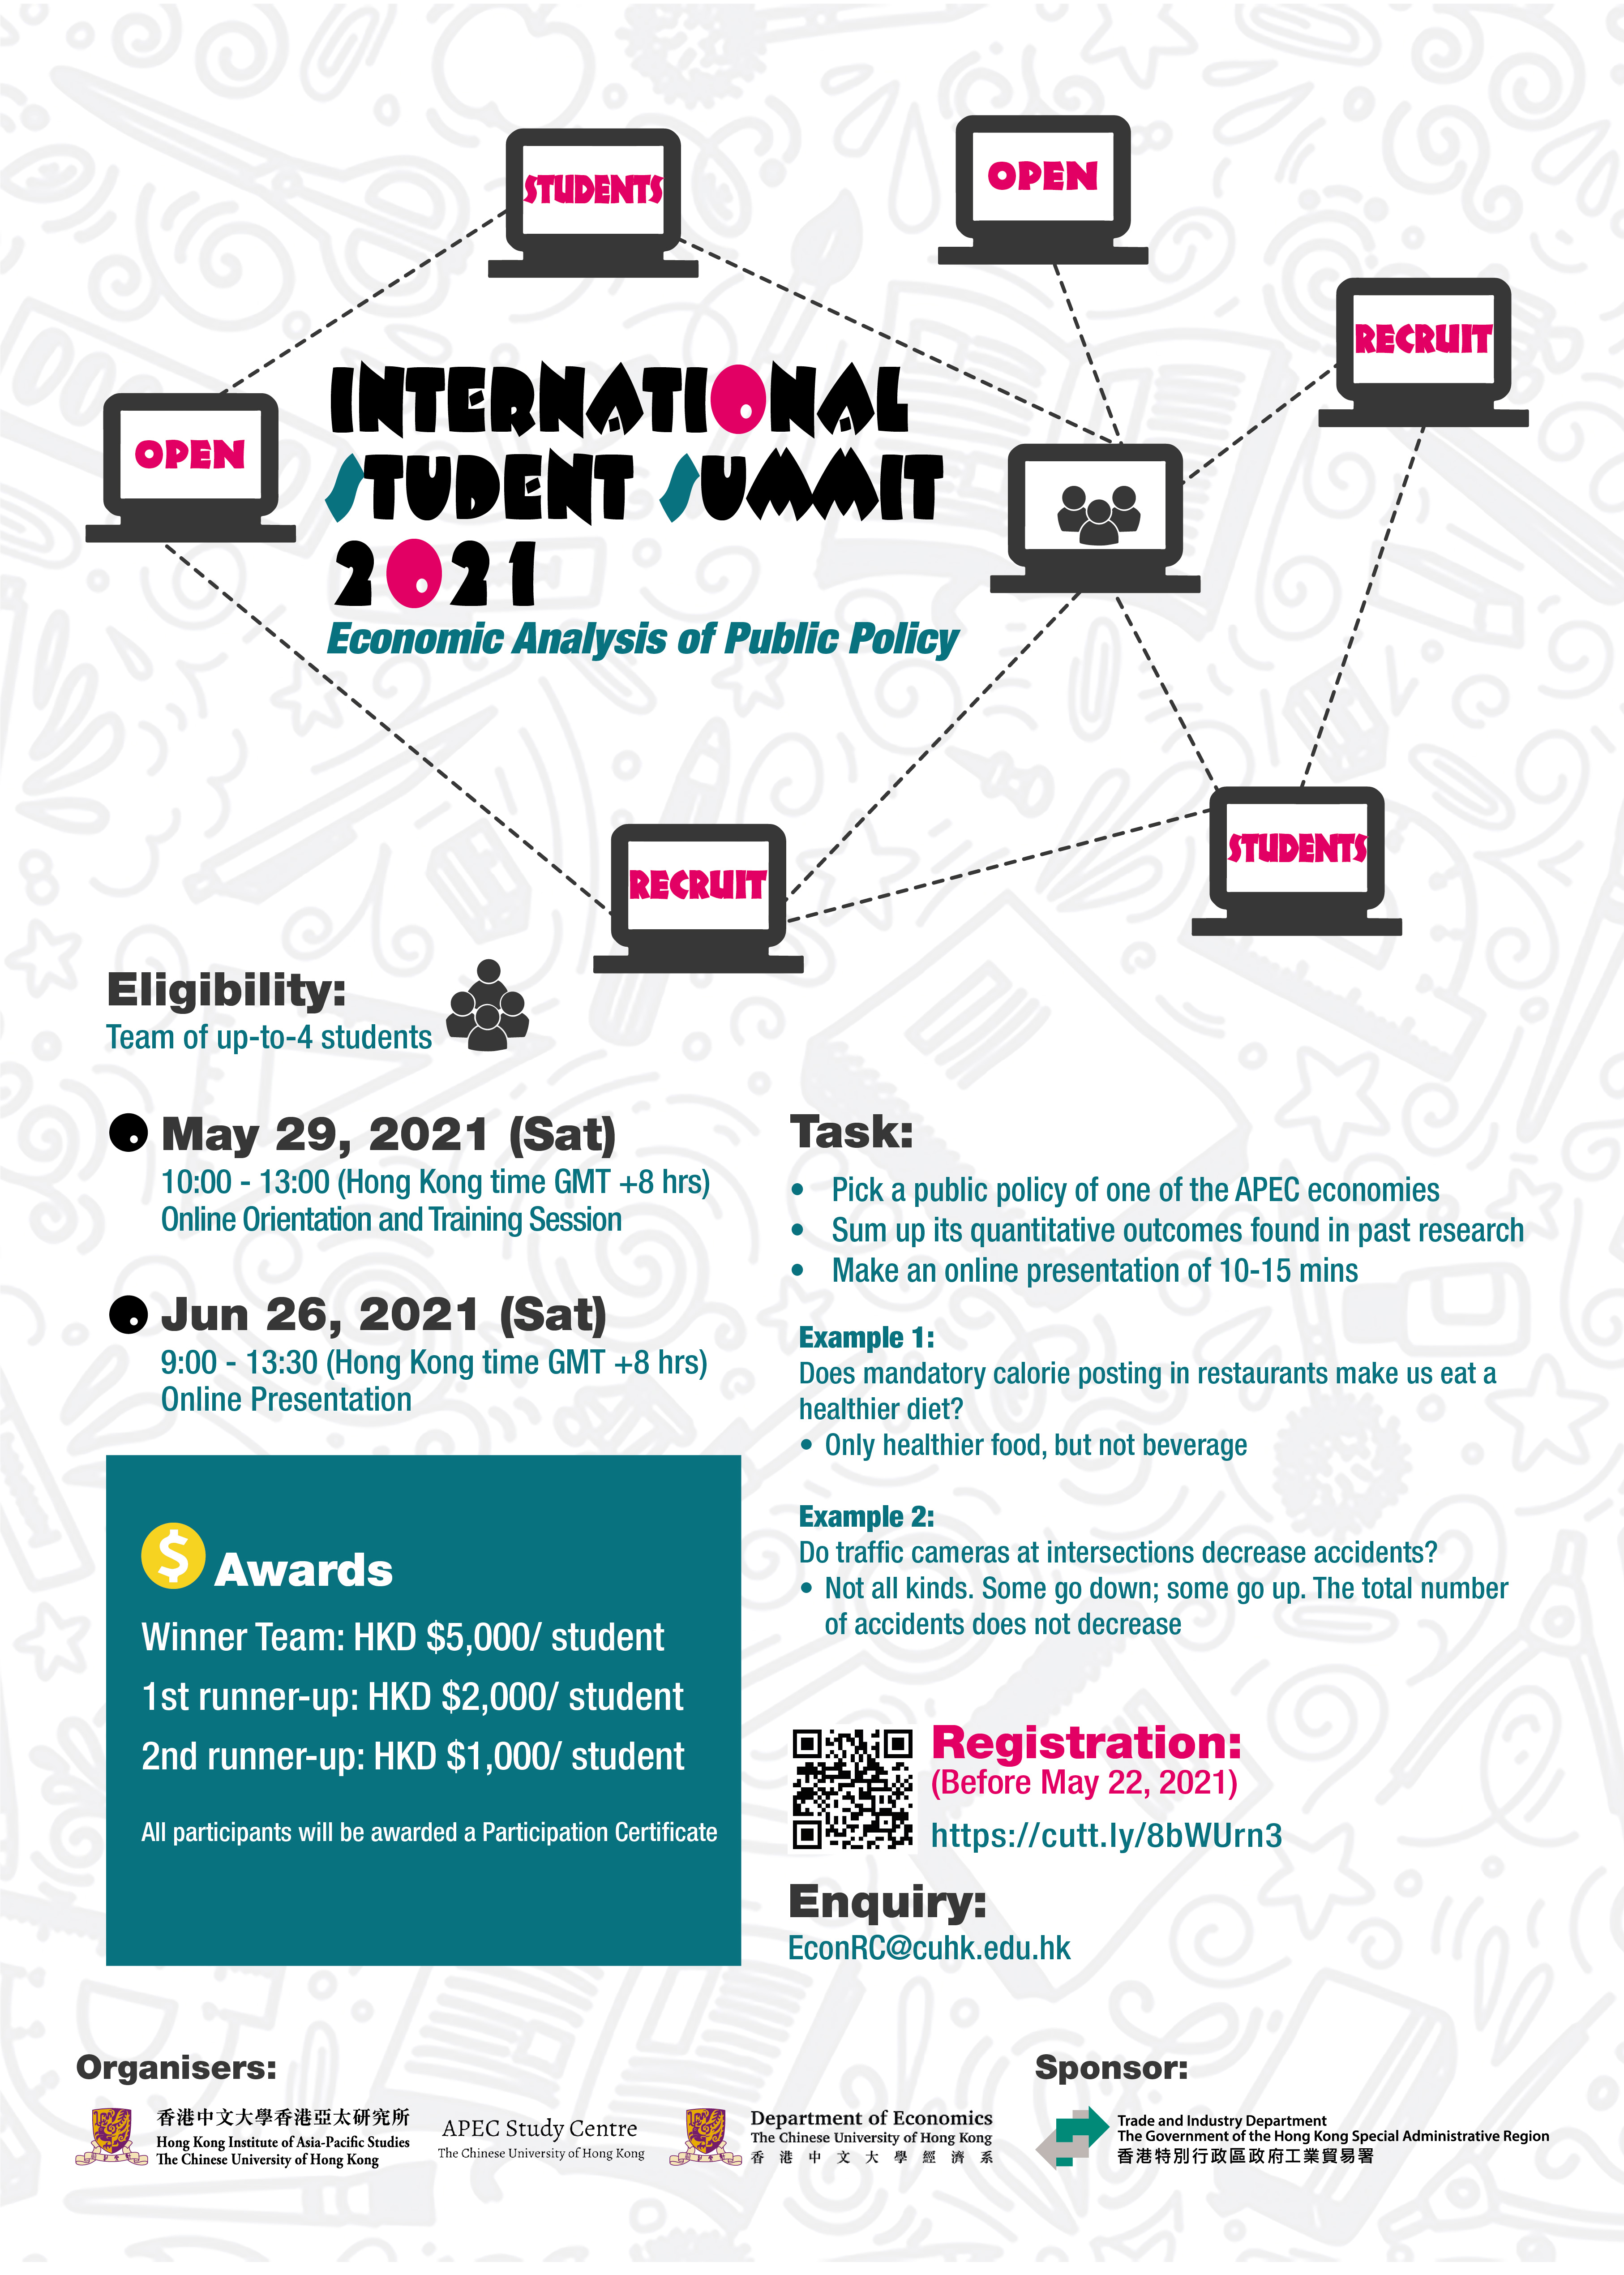 STUDENTS
OPEN
RECRUIT
OPEN
INTERNATIONAL
STUDENT SUMMIT
2021
Economic Analysis of Public Policy
RECRUIT
STUDENTS
Eligibility:
Team of up-to-4 students
May 29, 2021 (Sat)
10:00 - 13:00 (Hong Kong time GMT +8 hrs)
Online Orientation and Training Session
Jun 26, 2021 (Sat)
9:00 - 13:30 (Hong Kong time GMT +8 hrs)
Online Presentation
$ Awards
Winner Team: HKD $5,000/ student
1st runner-up: HKD $2,000/ student
2nd runner-up: HKD $1,000/ student
All participants will be awarded a Participation Certificate
Task:
• Pick a public policy of one of the APEC economies
• Sum up its quantitative outcomes found in past research
• Make an online presentation of 10-15 mins
Example 1:
Does mandatory calorie posting in restaurants make us eat a
healthier diet?
• Only healthier food, but not beverage
Example 2:
Do traffic cameras at intersections decrease accidents?
• Not all kinds. Some go down; some go up. The total number
of accidents does not decrease
Registration:
(Before May 22, 2021)
https://cutt.ly/8bWUrn3
Enquiry:
EconRC@cuhk.edu.hk
Organisers:
香港中文大學香港亞太研究所
Hong Kong Institute of Asia-Pacific Studies
The Chinese University of Hong Kong
APEC Study Centre
The Chinese University of Hong Kong
Department of Economics
The Chinese University of Hong Kong
香港中文大學經濟系
Sponsor:
Trade and Industry Department
The Government of the Hong Kong Special Administrative Region
香港特別行政區政府工業貿易署